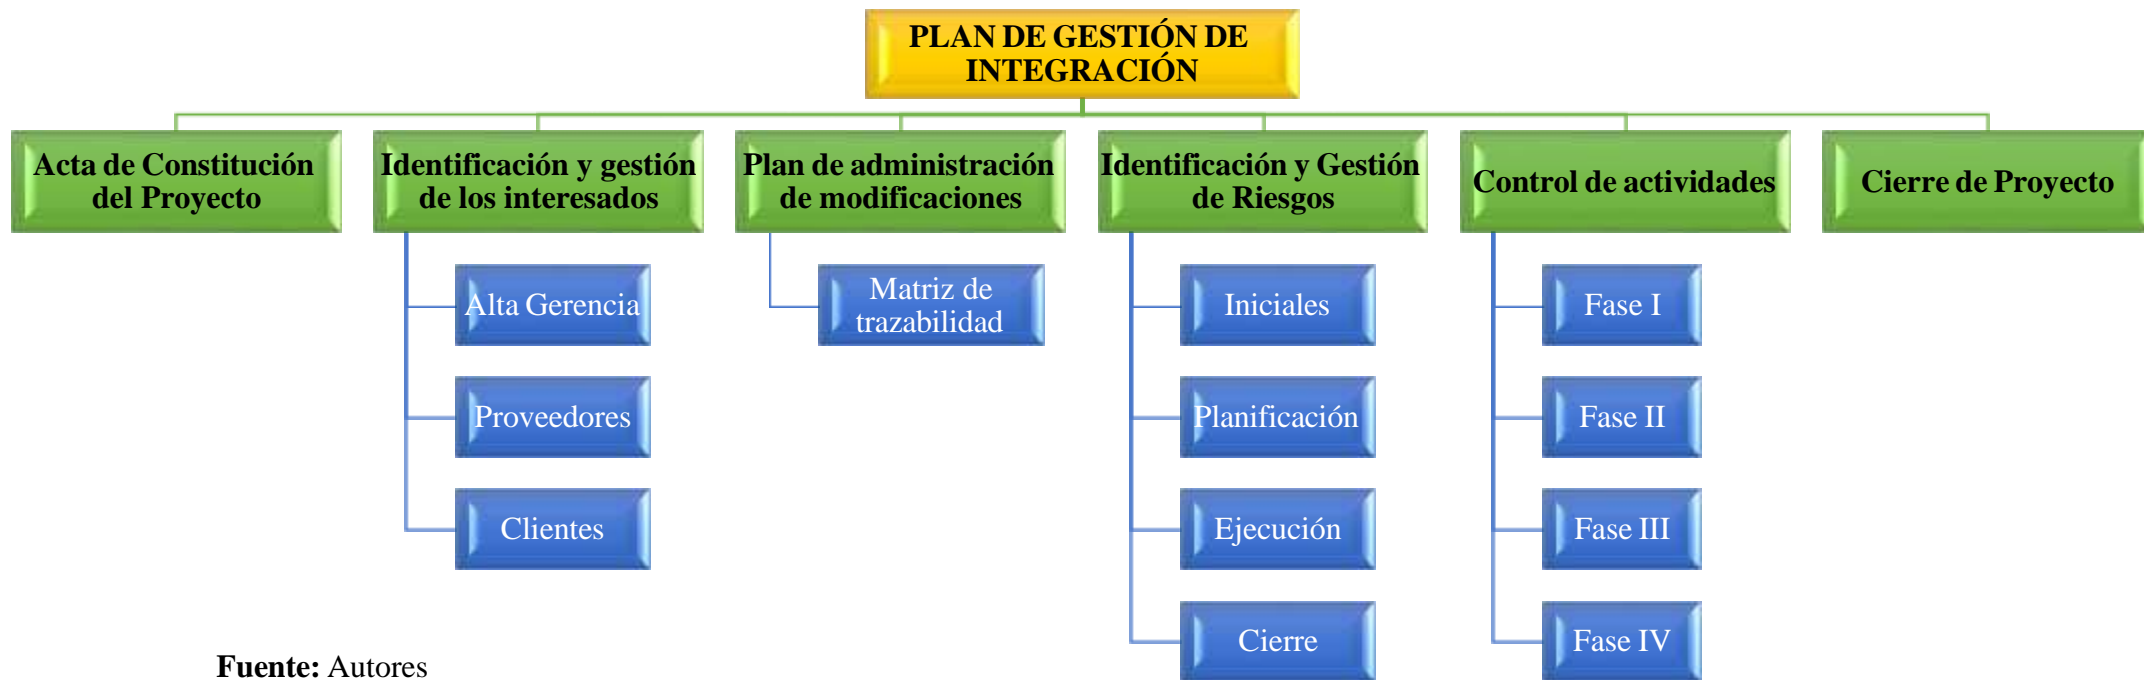 PLAN DE GESTIÓN DE
INTEGRACIÓN
Acta de Constitución
del Proyecto
Identificación y gestión
de los interesados
Alta Gerencia
Proveedores
Clientes
Plan de administración
de modificaciones
Matriz de
trazabilidad
Identificación y Gestión
de Riesgos
Iniciales
Planificación
Ejecución
Cierre
Control de actividades
Fase I
Fase II
Fase III
Fase IV
Cierre de Proyecto
Fuente: Autores